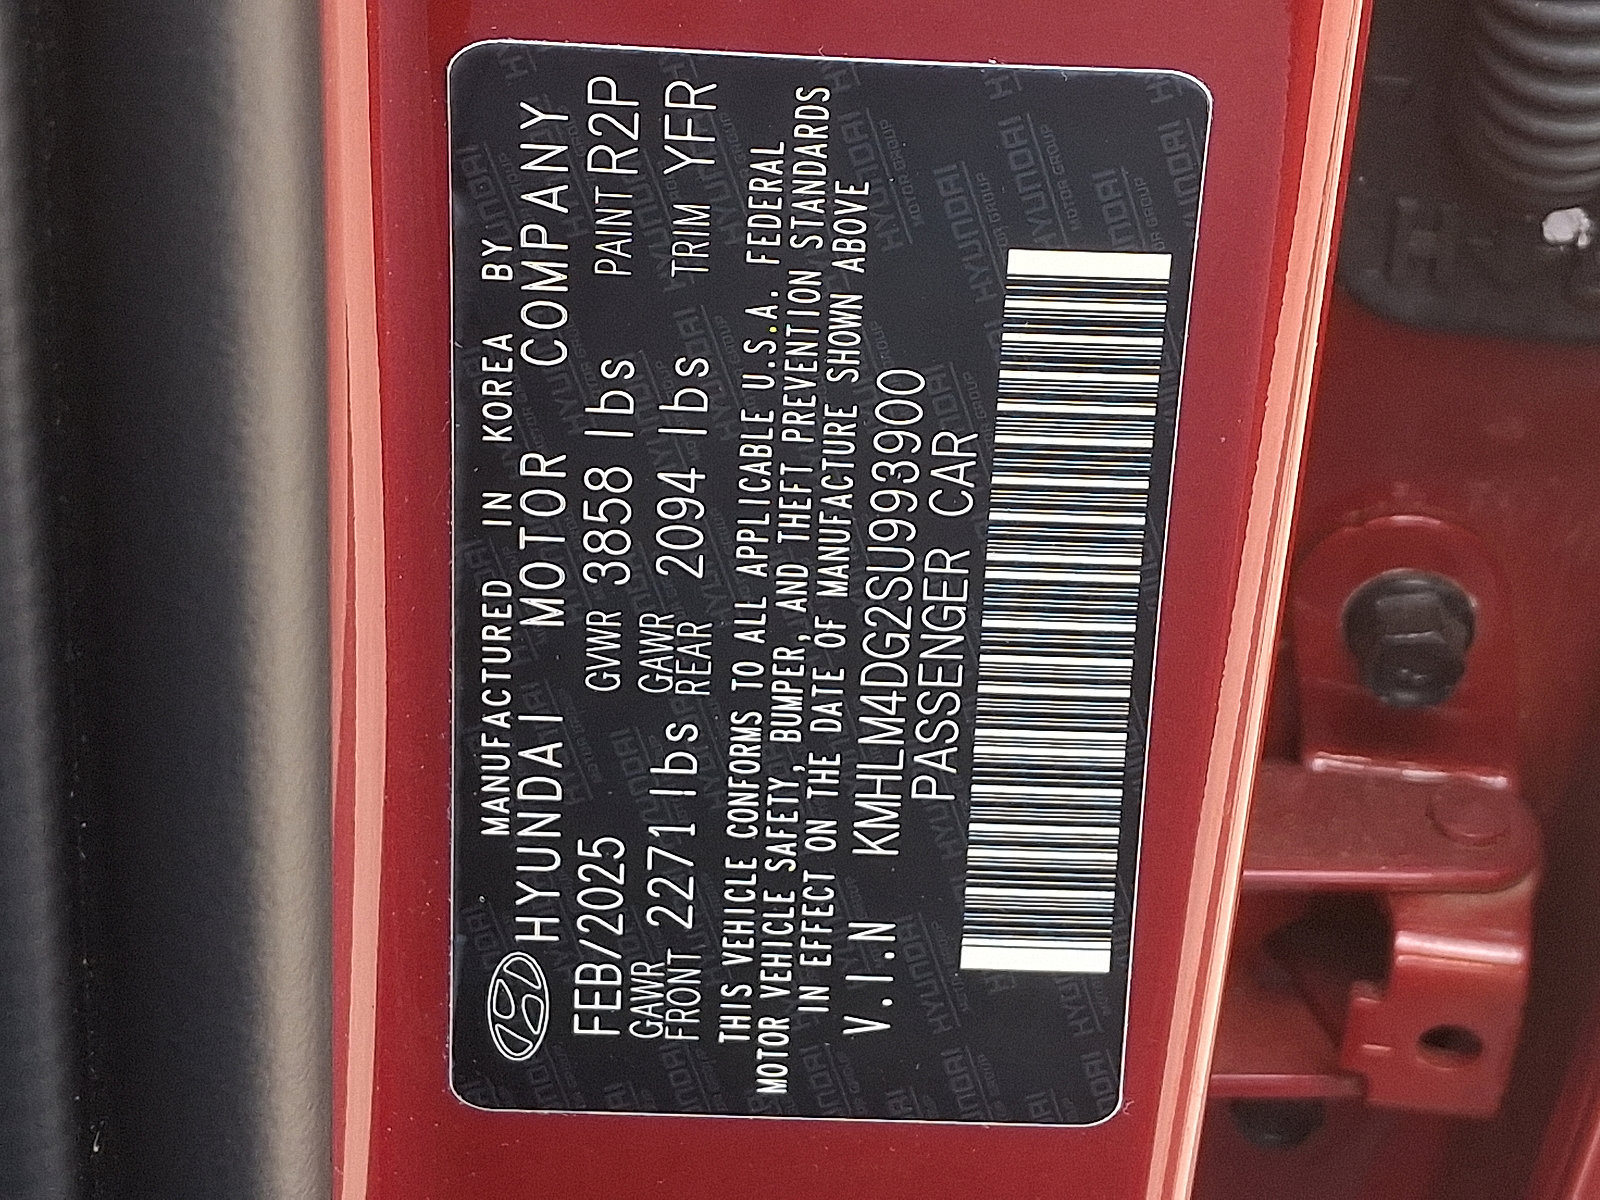 MANUFACTURED IN KOREA BY
HYUNDAI MOTOR COMPANY
FEB/2025 GVWR 3858 lbs PAINT R2P
GAWR FRONT 2271 lbs GAWR REAR 2094 lbs TRIM YFR
THIS VEHICLE CONFORMS TO ALL APPLICABLE U.S.A. FEDERAL
MOTOR VEHICLE SAFETY, BUMPER, AND THEFT PREVENTION STANDARDS
IN EFFECT ON THE DATE OF MANUFACTURE SHOWN ABOVE
V.I.N KMHLM4DG2SU993900
PASSENGER CAR